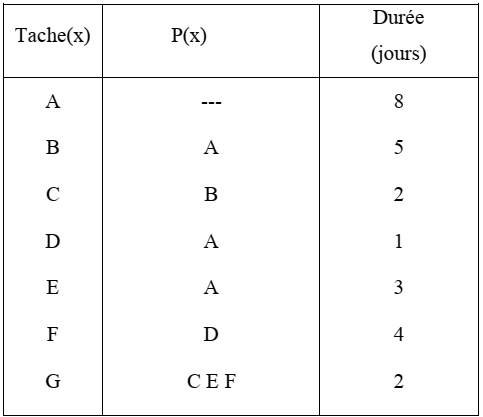 Tache(x) P(x) Durée (jours)
A --- 8
B A 5
C B 2
D A 1
E A 3
F D 4
G C E F 2